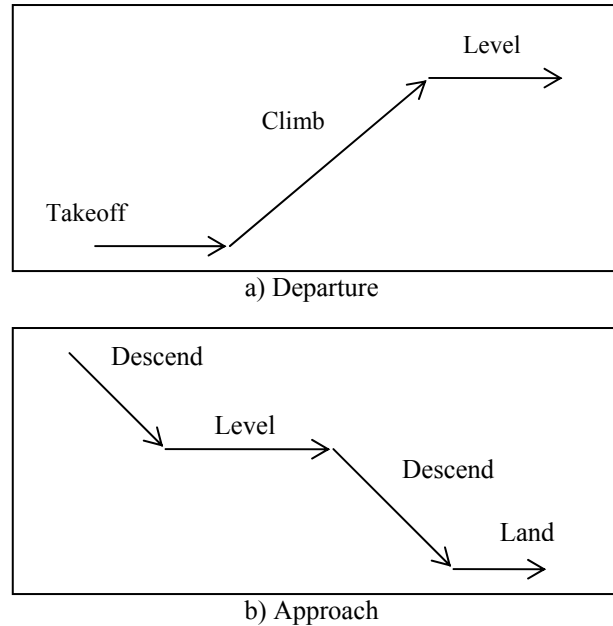 Level
Climb
Takeoff
a) Departure
Descend
Level
Descend
Land
b) Approach